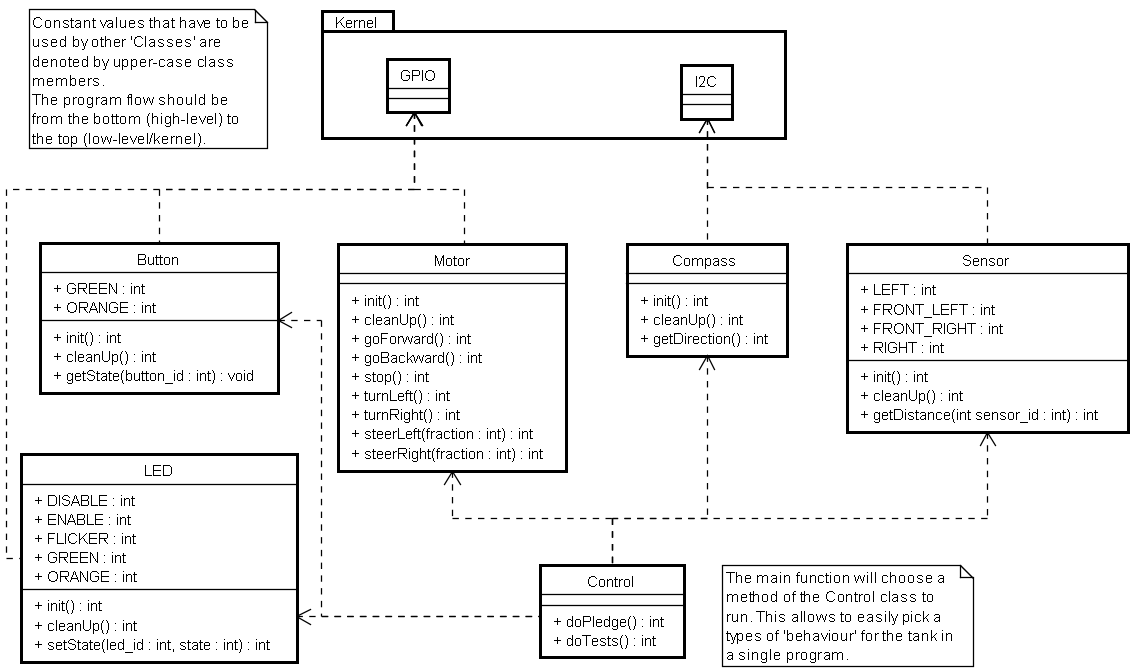 Constant values that have to be
used by other 'Classes' are
denoted by upper-case class
members.
The program flow should be
from the bottom (high-level) to
the top (low-level/kernel).
Kernel
GPIO
I2C
Button
+ GREEN : int
+ ORANGE : int
+ init() : int
+ cleanUp() : int
+ getState(button_id : int) : void
Motor
+ init() : int
+ cleanUp() : int
+ goForward() : int
+ goBackward() : int
+ stop() : int
+ turnLeft() : int
+ turnRight() : int
+ steerLeft(fraction : int) : int
+ steerRight(fraction : int) : int
Compass
+ init() : int
+ cleanUp() : int
+ getDirection() : int
Sensor
+ LEFT : int
+ FRONT_LEFT : int
+ FRONT_RIGHT : int
+ RIGHT : int
+ init() : int
+ cleanUp() : int
+ getDistance(int sensor_id : int) : int
LED
+ DISABLE : int
+ ENABLE : int
+ FLICKER : int
+ GREEN : int
+ ORANGE : int
+ init() : int
+ cleanUp() : int
+ setState(led_id : int, state : int) : int
Control
+ doPledge() : int
+ doTests() : int
The main function will choose a
method of the Control class to
run. This allows to easily pick a
types of 'behaviour' for the tank in
a single program.